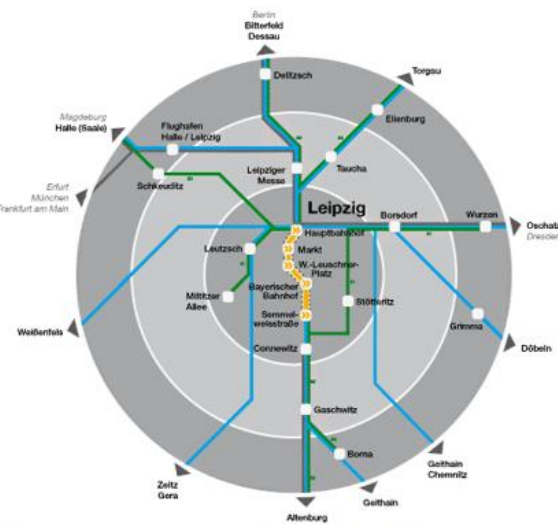 Berlin
Bitterfeld
Dessau
Delitzsch
Torgau
Eilenburg
Magdeburg
Halle (Saale)
Flughafen
Halle / Leipzig
Leipziger
Messe
Taucha
Erfurt
München
Frankfurt am Main
Schkeuditz
Leipzig
Borsdorf
Wurzen
Oschatz
Dresden
Hauptbahnhof
Leutzsch
Markt
W.-Leuschner-
Platz
Bayerischer
Bahnhof
Miltitzer
Allee
Stötteritz
Semmel-
weisstraße
Grimma
Weißenfels
Connewitz
Döbeln
Gaschwitz
Borna
Geithain
Chemnitz
Zeitz
Gera
Geithain
Altenburg